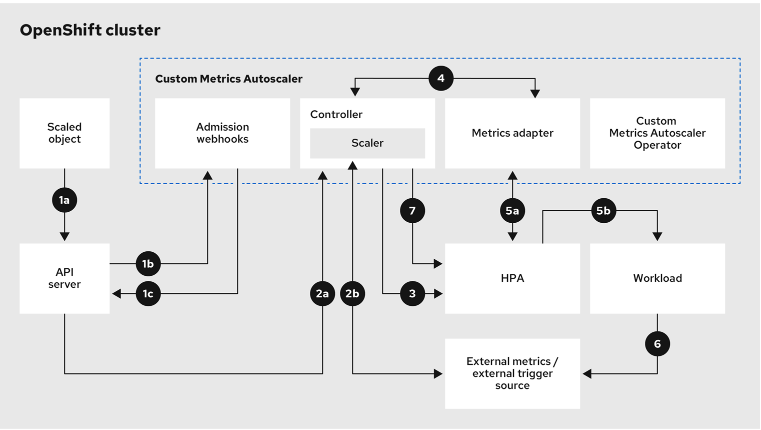 OpenShift cluster
Custom Metrics Autoscaler
4
Scaled
object
Admission
webhooks
Controller
Scaler
Metrics adapter
Custom
Metrics Autoscaler
Operator
1a
7
5a
5b
1b
API
server
1c
2a
2b
3
HPA
Workload
6
External metrics /
external trigger
source